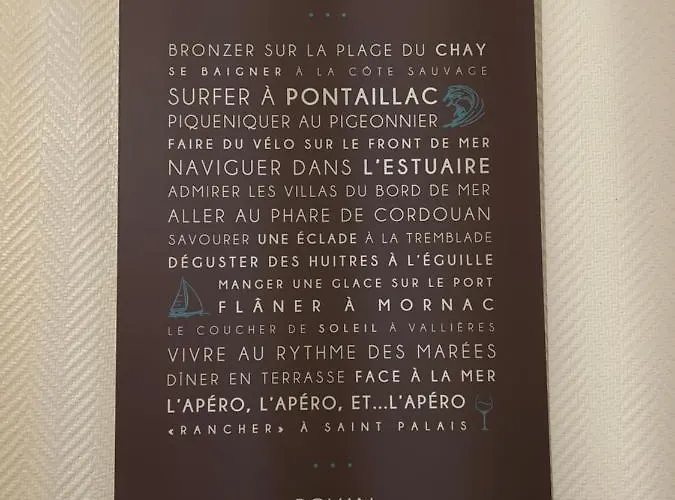 BRONZER SUR LA PLAGE DU CHAY
SE BAIGNER À LA CÔTE SAUVAGE
SURFER À PONTAILLAC
PIQUENIQUER AU PIGEONNIER
FAIRE DU VÉLO SUR LE FRONT DE MER
NAVIGUER DANS L'ESTUAIRE
ADMIRER LES VILLAS DU BORD DE MER
ALLER AU PHARE DE CORDOUAN
SAVOURER UNE ÉCLADE À LA TREMBLADE
DÉGUSTER DES HUITRES À L'ÉGUILLE
MANGER UNE GLACE SUR LE PORT
FLÂNER À MORNAC
LE COUCHER DE SOLEIL À VALLIÈRES
VIVRE AU RYTHME DES MARÉES
DÎNER EN TERRASSE FACE À LA MER
L'APÉRO, L'APÉRO, ET...L'APÉRO
«RANCHER» À SAINT PALAIS